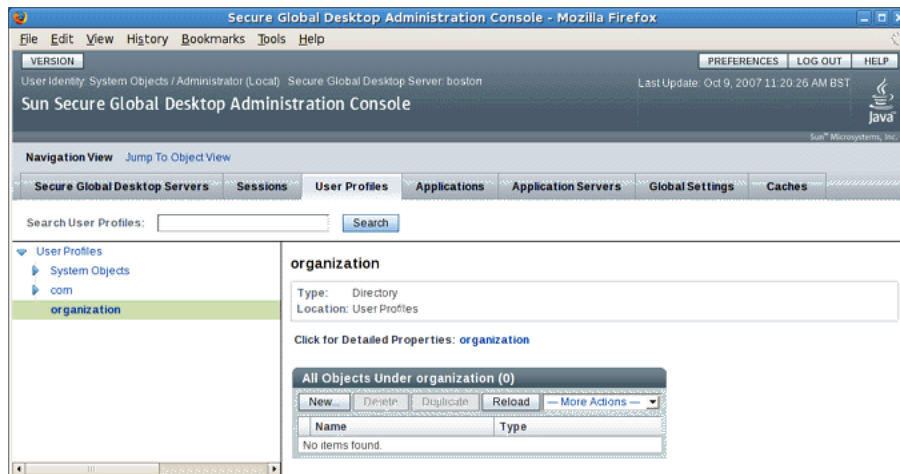 Secure Global Desktop Administration Console - Mozilla Firefox
File Edit View History Bookmarks Tools Help
VERSION PREFERENCES LOG OUT HELP
User Identity: System Objects / Administrator (Local) Secure Global Desktop Server: boston Last Update: Oct 9, 2007 11:20:26 AM BST
Sun Secure Global Desktop Administration Console
Java
Sun™ Microsystems, Inc.
Navigation View Jump To Object View
Secure Global Desktop Servers Sessions User Profiles Applications Application Servers Global Settings Caches
Search User Profiles: Search
User Profiles
System Objects
com
organization
organization
Type: Directory
Location: User Profiles
Click for Detailed Properties: organization
All Objects Under organization (0)
New... Delete Duplicate Reload — More Actions —
Name Type
No items found.